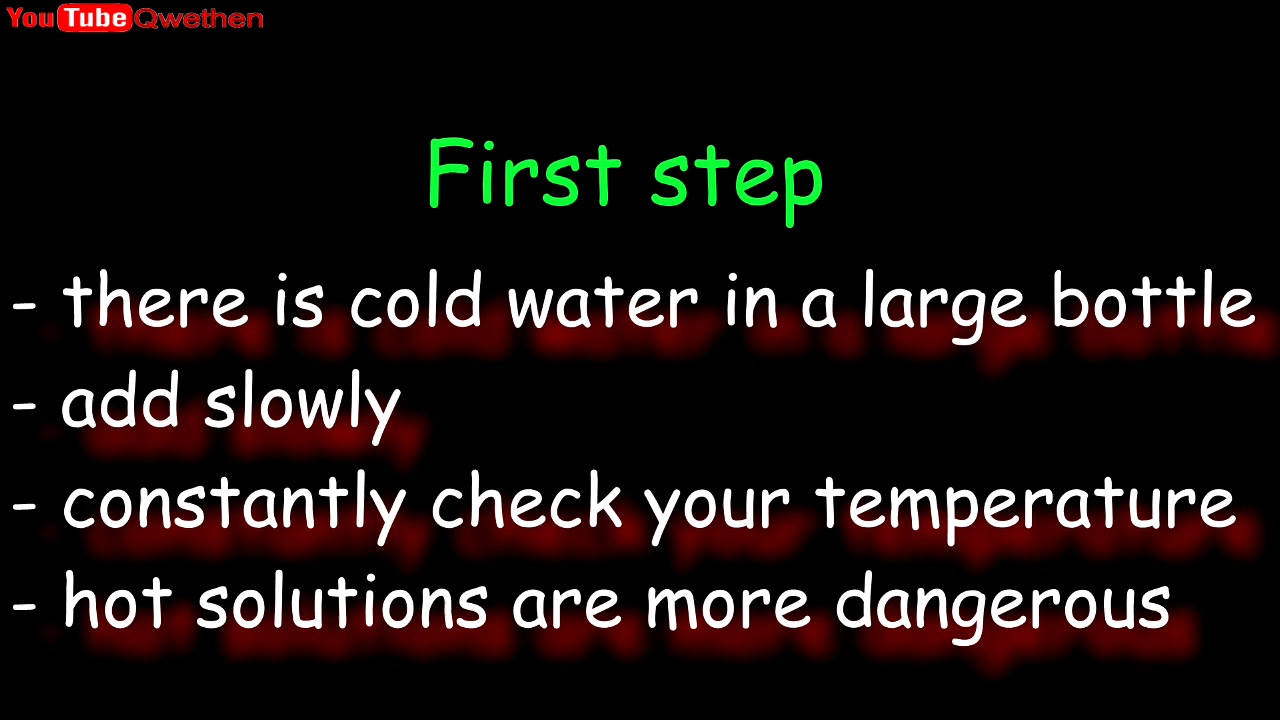 YouTube Qwethen
First step
- there is cold water in a large bottle
- add slowly
- constantly check your temperature
- hot solutions are more dangerous